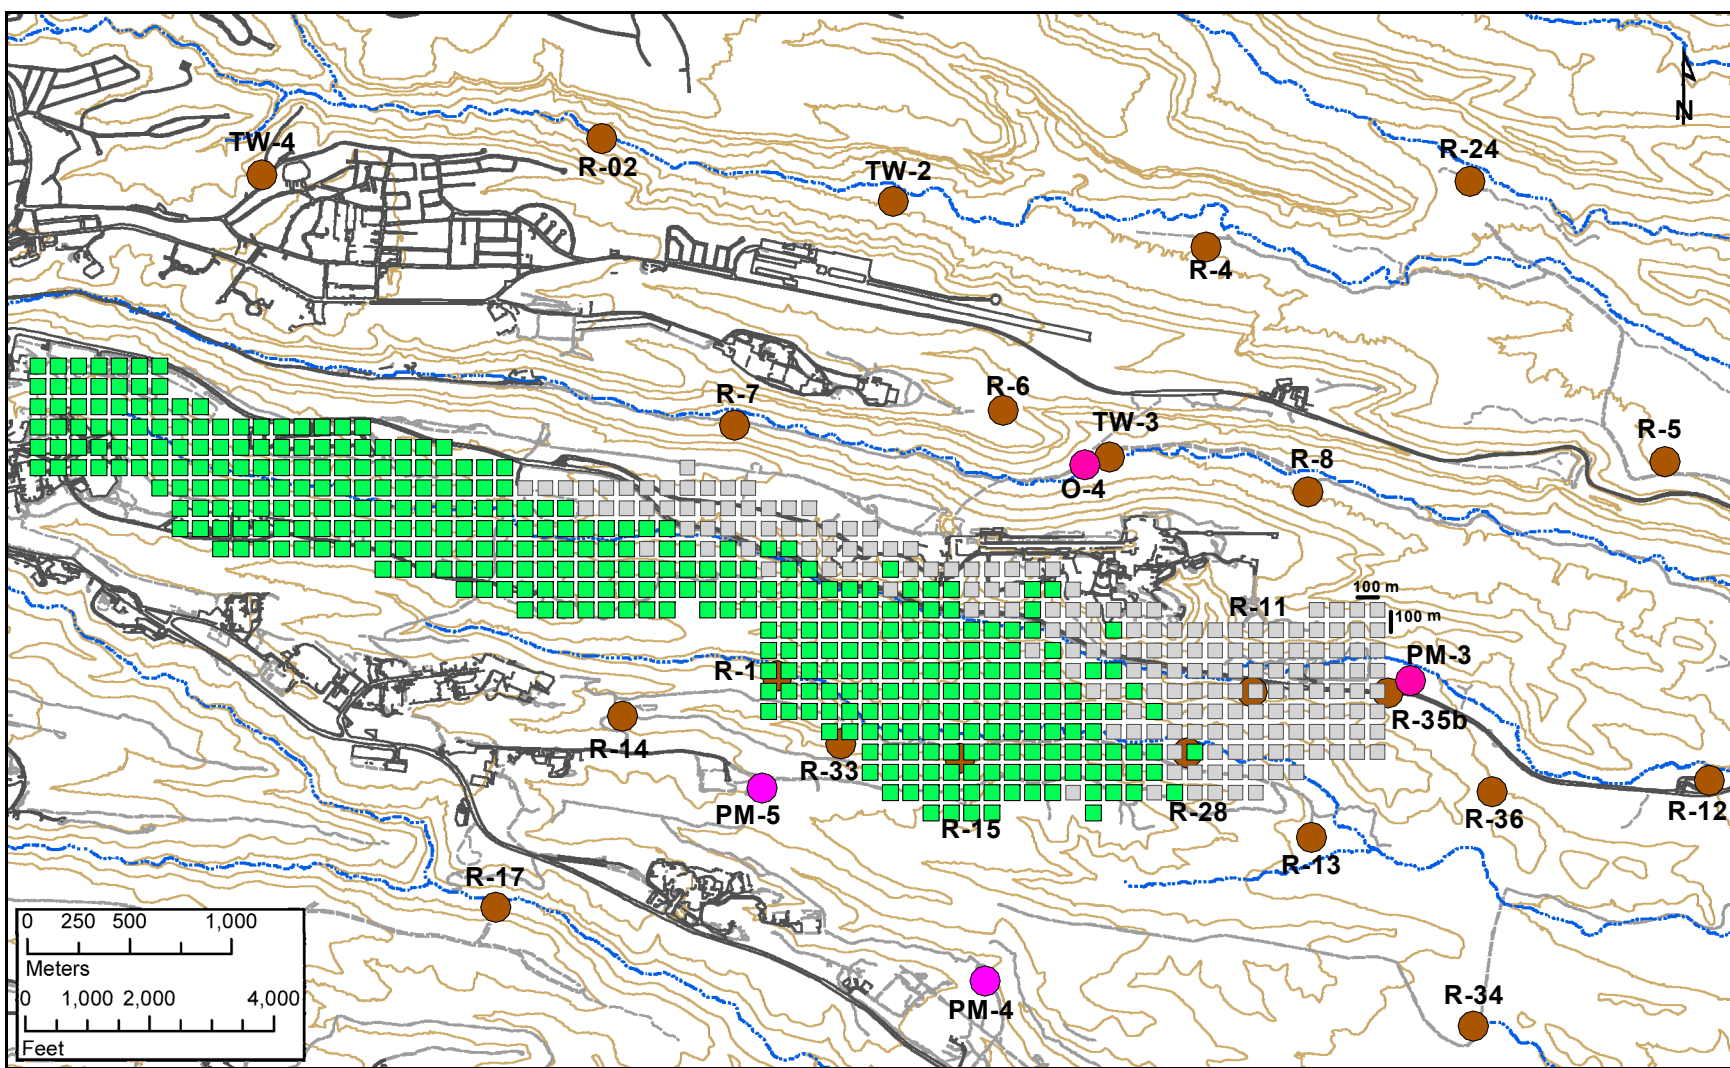 N
TW-4
R-02
TW-2
R-24
R-4
R-7
R-6
TW-3
O-4
R-8
R-5
100 m
100 m
R-11
R-1
PM-3
R-35b
R-14
R-33
PM-5
R-15
R-28
R-36
R-12
R-13
R-17
PM-4
R-34
0 250 500 1,000
Meters
0 1,000 2,000 4,000
Feet